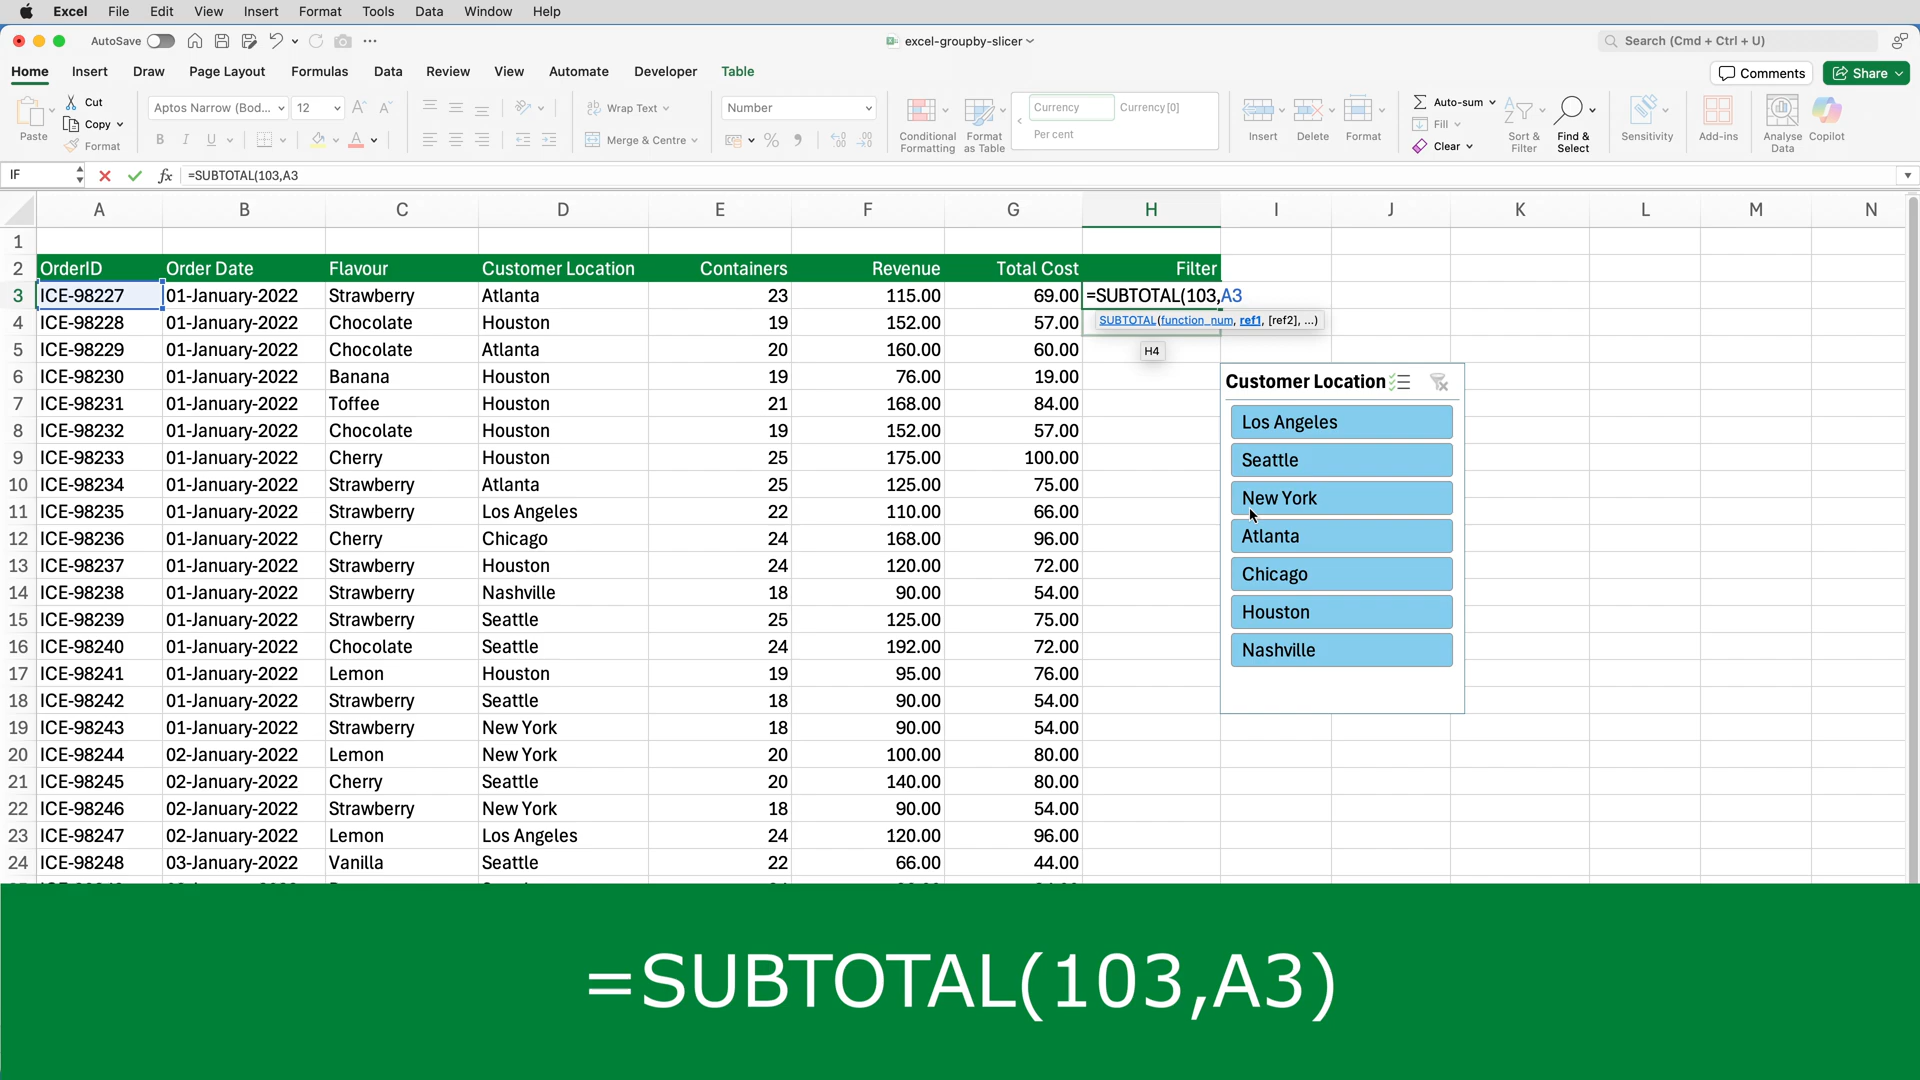 Excel File Edit View Insert Format Tools Data Window Help
AutoSave excel-groupby-slicer Search (Cmd + Ctrl + U)
Home Insert Draw Page Layout Formulas Data Review View Automate Developer Table Comments Share
Paste Cut Copy Format
Aptos Narrow (Bod... 12
B I U A
Wrap Text
Merge & Centre
Number
Conditional Formatting
Format as Table
Currency Currency [0]
Per cent
Insert Delete Format
Auto-sum
Fill
Clear
Sort & Filter
Find & Select
Sensitivity
Add-ins
Analyse Data
Copilot
IF fx =SUBTOTAL(103,A3
A B C D E F G H I J K L M N
1
2 OrderID Order Date Flavour Customer Location Containers Revenue Total Cost Filter
3 ICE-98227 01-January-2022 Strawberry Atlanta 23 115.00 69.00 =SUBTOTAL(103,A3
SUBTOTAL(function_num, ref1, [ref2], ...)
4 ICE-98228 01-January-2022 Chocolate Houston 19 152.00 57.00
H4
5 ICE-98229 01-January-2022 Chocolate Atlanta 20 160.00 60.00
6 ICE-98230 01-January-2022 Banana Houston 19 76.00 19.00
7 ICE-98231 01-January-2022 Toffee Houston 21 168.00 84.00
8 ICE-98232 01-January-2022 Chocolate Houston 19 152.00 57.00
9 ICE-98233 01-January-2022 Cherry Houston 25 175.00 100.00
10 ICE-98234 01-January-2022 Strawberry Atlanta 25 125.00 75.00
11 ICE-98235 01-January-2022 Strawberry Los Angeles 22 110.00 66.00
12 ICE-98236 01-January-2022 Cherry Chicago 24 168.00 96.00
13 ICE-98237 01-January-2022 Strawberry Houston 24 120.00 72.00
14 ICE-98238 01-January-2022 Strawberry Nashville 18 90.00 54.00
15 ICE-98239 01-January-2022 Strawberry Seattle 25 125.00 75.00
16 ICE-98240 01-January-2022 Chocolate Seattle 24 192.00 72.00
17 ICE-98241 01-January-2022 Lemon Houston 19 95.00 76.00
18 ICE-98242 01-January-2022 Strawberry Seattle 18 90.00 54.00
19 ICE-98243 01-January-2022 Strawberry New York 18 90.00 54.00
20 ICE-98244 02-January-2022 Lemon New York 20 100.00 80.00
21 ICE-98245 02-January-2022 Cherry Seattle 20 140.00 80.00
22 ICE-98246 02-January-2022 Strawberry New York 18 90.00 54.00
23 ICE-98247 02-January-2022 Lemon Los Angeles 24 120.00 96.00
24 ICE-98248 03-January-2022 Vanilla Seattle 22 66.00 44.00
Customer Location
Los Angeles
Seattle
New York
Atlanta
Chicago
Houston
Nashville
=SUBTOTAL(103,A3)